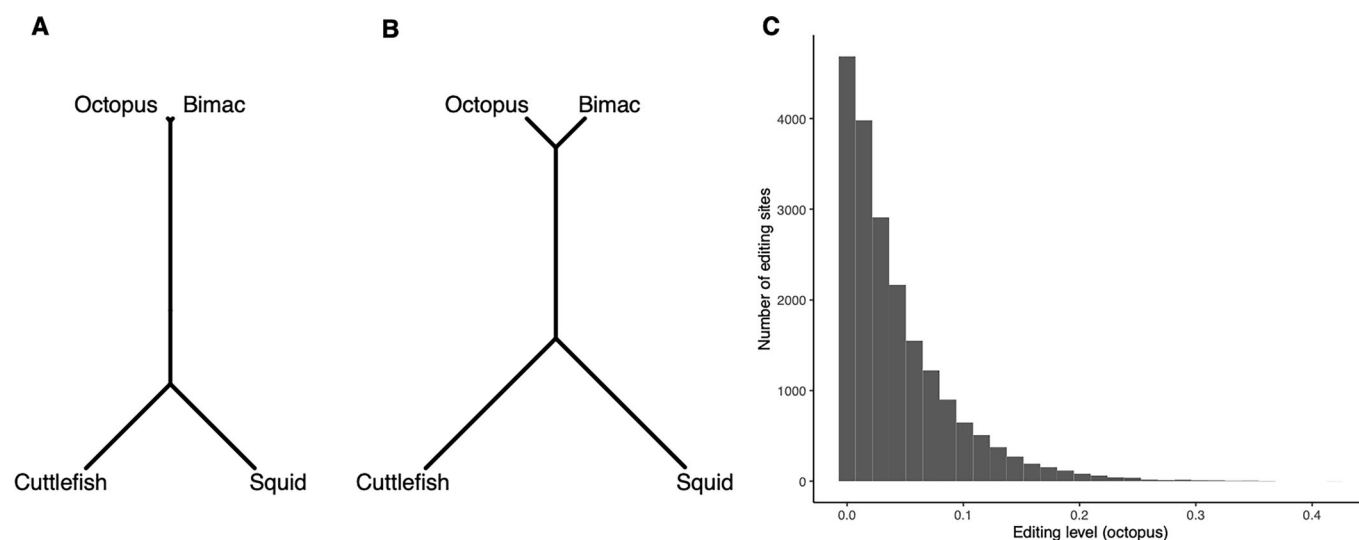 A
B
C
Octopus Bimac
Octopus Bimac
Cuttlefish Squid
Cuttlefish Squid
Number of editing sites
4000
3000
2000
1000
0
0.0 0.1 0.2 0.3 0.4
Editing level (octopus)